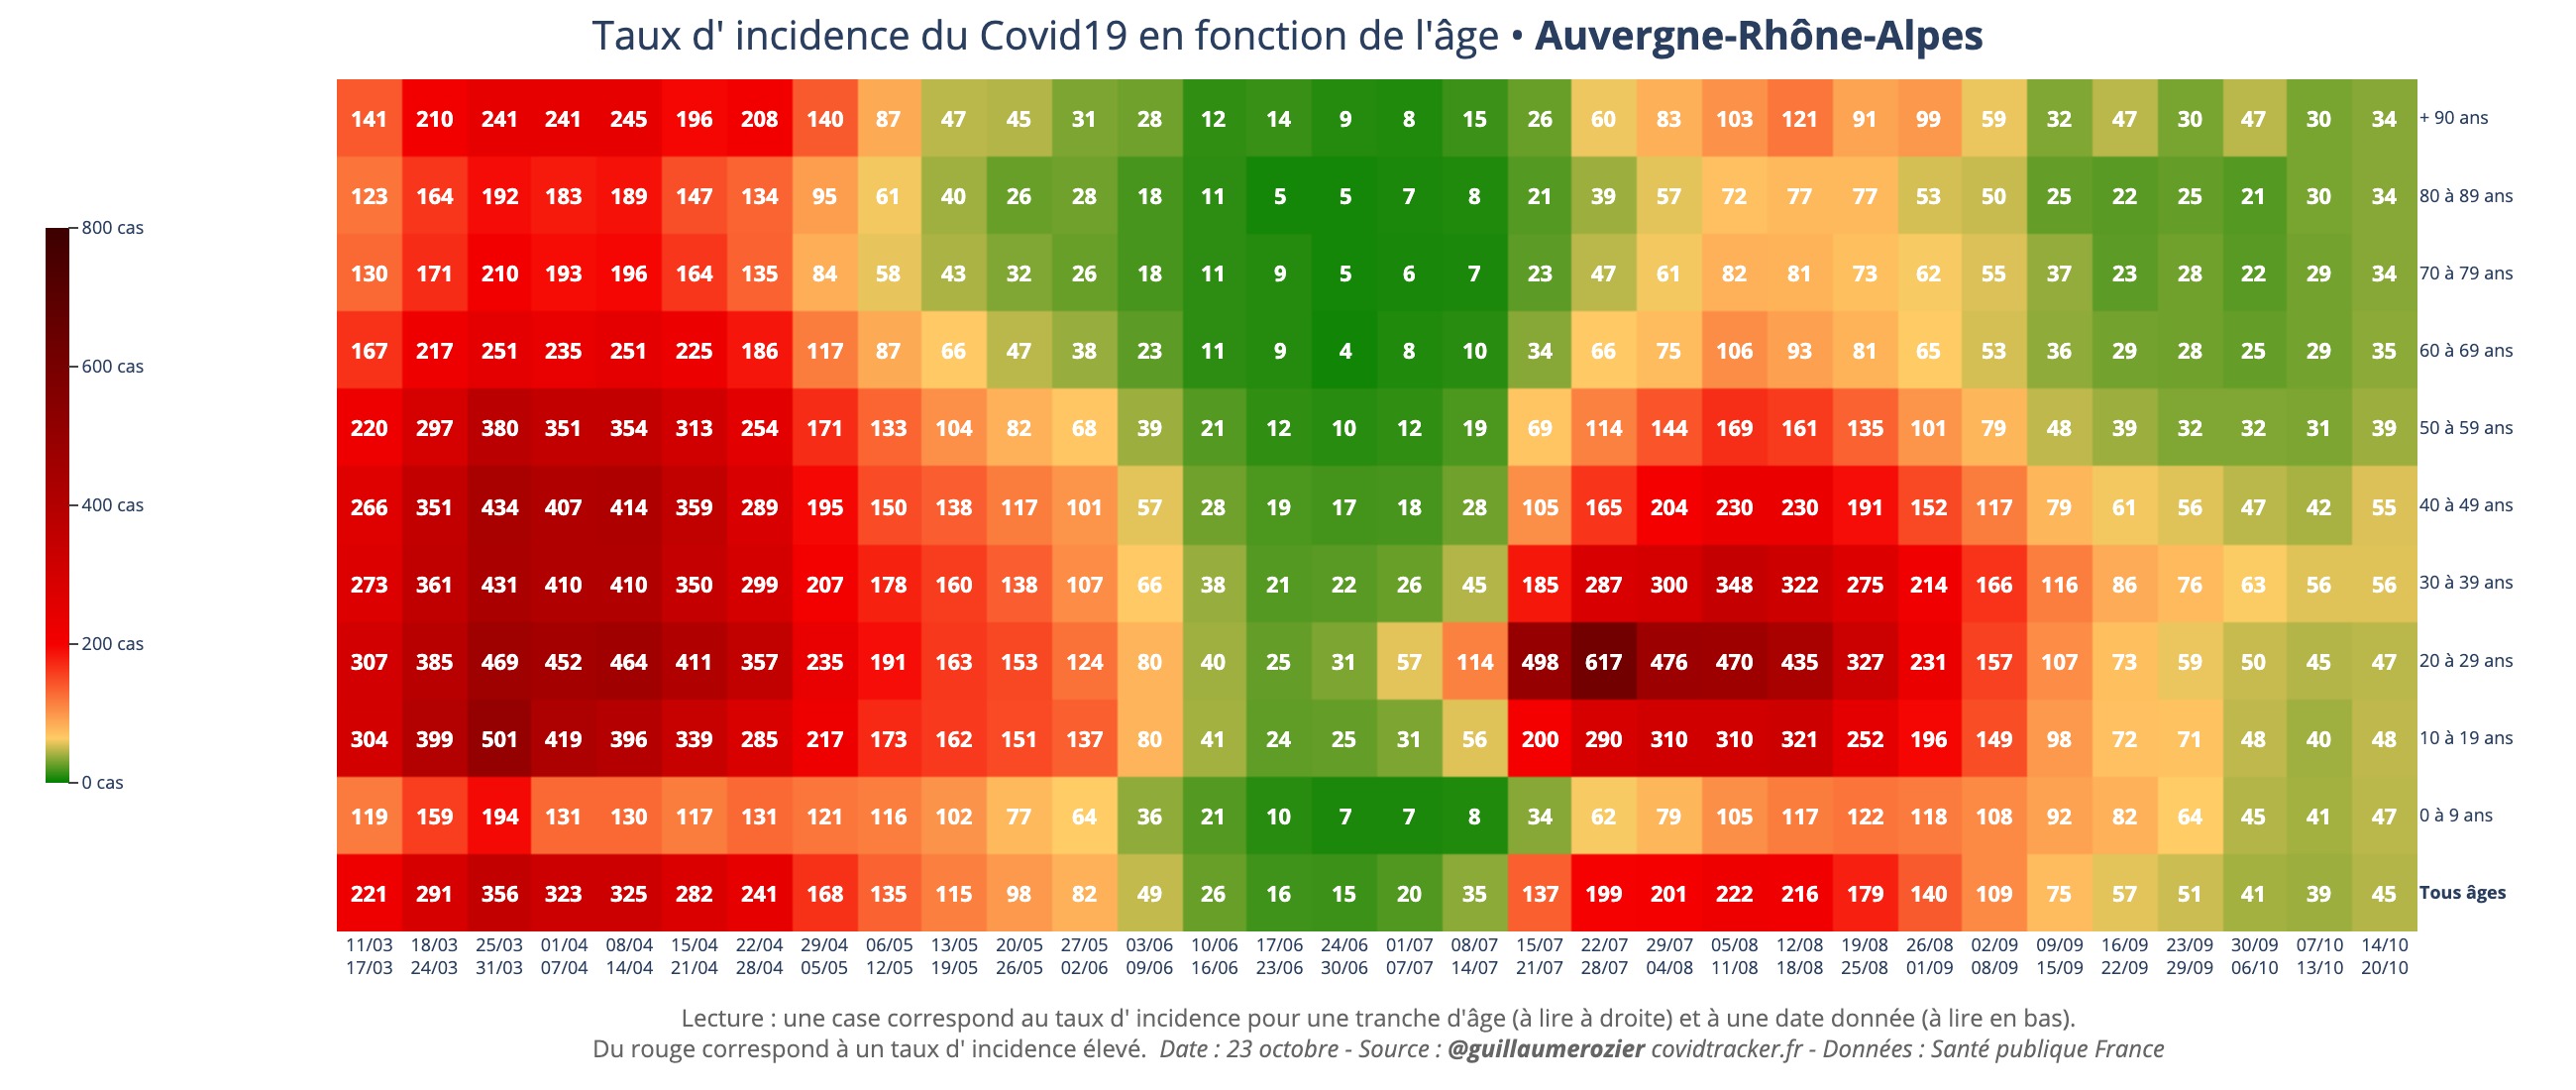 Taux d' incidence du Covid19 en fonction de l'âge • Auvergne-Rhône-Alpes
800 cas
600 cas
400 cas
200 cas
0 cas
141 210 241 241 245 196 208 140 87 47 45 31 28 12 14 9 8 15 26 60 83 103 121 91 99 59 32 47 30 47 30 34 + 90 ans
123 164 192 183 189 147 134 95 61 40 26 28 18 11 5 5 7 8 21 39 57 72 77 77 53 50 25 22 25 21 30 34 80 à 89 ans
130 171 210 193 196 164 135 84 58 43 32 26 18 11 9 5 6 7 23 47 61 82 81 73 62 55 37 23 28 22 29 34 70 à 79 ans
167 217 251 235 251 225 186 117 87 66 47 38 23 11 9 4 8 10 34 66 75 106 93 81 65 53 36 29 28 25 29 35 60 à 69 ans
220 297 380 351 354 313 254 171 133 104 82 68 39 21 12 10 12 19 69 114 144 169 161 135 101 79 48 39 32 32 31 39 50 à 59 ans
266 351 434 407 414 359 289 195 150 138 117 101 57 28 19 17 18 28 105 165 204 230 230 191 152 117 79 61 56 47 42 55 40 à 49 ans
273 361 431 410 410 350 299 207 178 160 138 107 66 38 21 22 26 45 185 287 300 348 322 275 214 166 116 86 76 63 56 56 30 à 39 ans
307 385 469 452 464 411 357 235 191 163 153 124 80 40 25 31 57 114 498 617 476 470 435 327 231 157 107 73 59 50 45 47 20 à 29 ans
304 399 501 419 396 339 285 217 173 162 151 137 80 41 24 25 31 56 200 290 310 310 321 252 196 149 98 72 71 48 40 48 10 à 19 ans
119 159 194 131 130 117 131 121 116 102 77 64 36 21 10 7 7 8 34 62 79 105 117 122 118 108 92 82 64 45 41 47 0 à 9 ans
221 291 356 323 325 282 241 168 135 115 98 82 49 26 16 15 20 35 137 199 201 222 216 179 140 109 75 57 51 41 39 45 Tous âges
11/03 18/03 25/03 01/04 08/04 15/04 22/04 29/04 06/05 13/05 20/05 27/05 03/06 10/06 17/06 24/06 01/07 08/07 15/07 22/07 29/07 05/08 12/08 19/08 26/08 02/09 09/09 16/09 23/09 30/09 07/10 14/10
17/03 24/03 31/03 07/04 14/04 21/04 28/04 05/05 12/05 19/05 26/05 02/06 09/06 16/06 23/06 30/06 07/07 14/07 21/07 28/07 04/08 11/08 18/08 25/08 01/09 08/09 15/09 22/09 29/09 06/10 13/10 20/10
Lecture : une case correspond au taux d' incidence pour une tranche d'âge (à lire à droite) et à une date donnée (à lire en bas).
Du rouge correspond à un taux d' incidence élevé. Date : 23 octobre - Source : @guillaumerozier covidtracker.fr - Données : Santé publique France